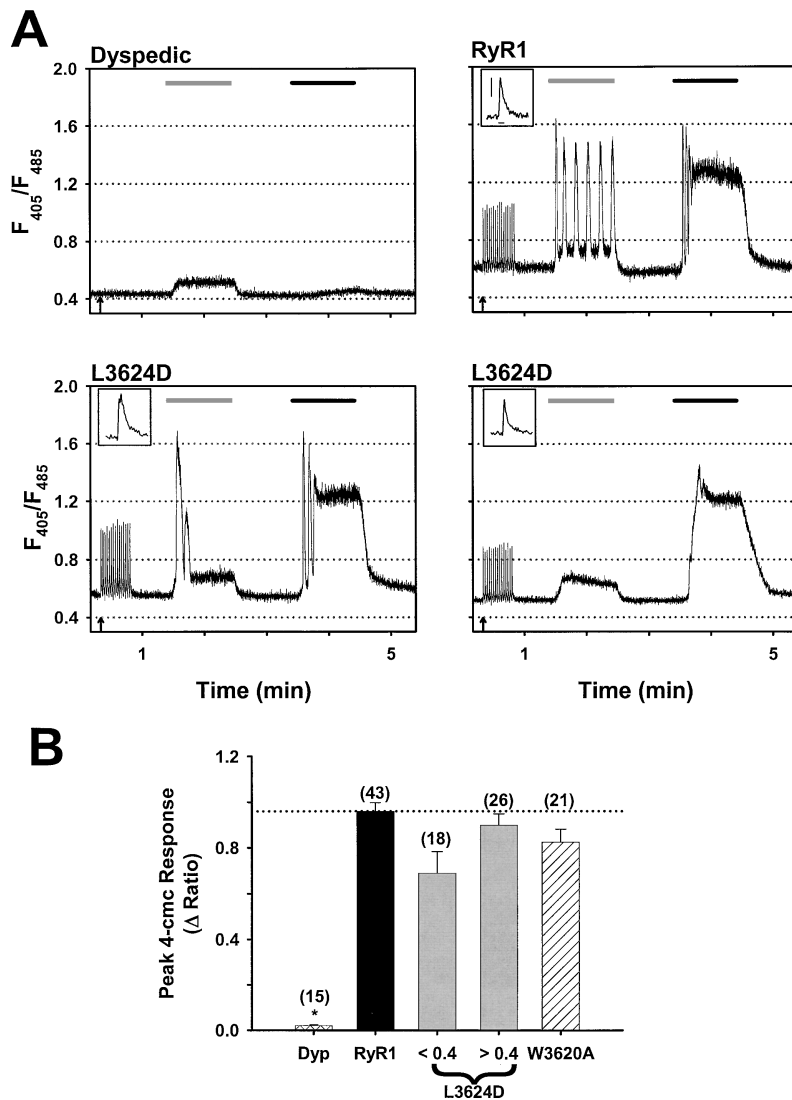 A
Dyspedic
RyR1
2.0
1.6
1.2
0.8
0.4
F405/F485
L3624D
L3624D
2.0
1.6
1.2
0.8
0.4
F405/F485
1
5
1
5
Time (min)
Time (min)
B
1.2
0.8
0.4
0.0
Peak 4-cmc Response
(Δ Ratio)
(15)
*
(43)
(18)
(26)
(21)
Dyp
RyR1
< 0.4
> 0.4
W3620A
L3624D